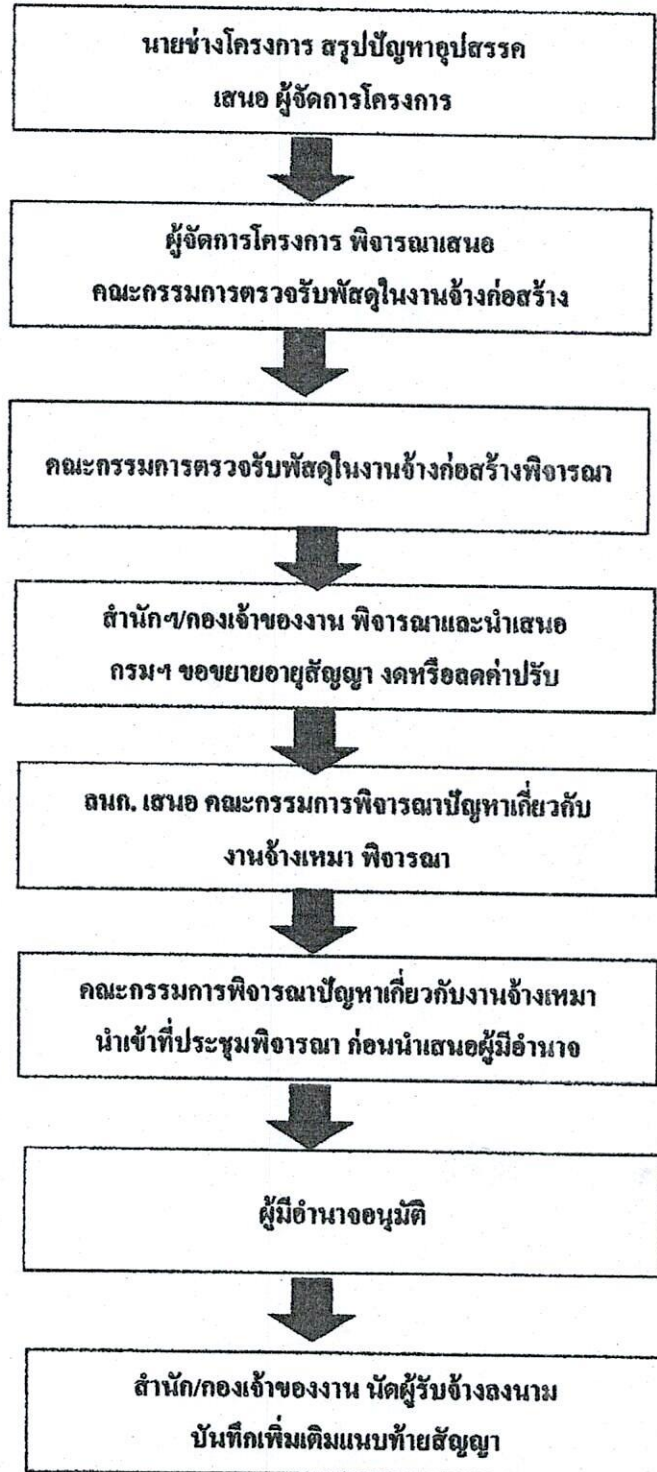 นายช่างโครงการ สรุปปัญหาอุปสรรค
เสนอ ผู้จัดการโครงการ
ผู้จัดการโครงการ พิจารณาเสนอ
คณะกรรมการตรวจรับพัสดุในงานจ้างก่อสร้าง
คณะกรรมการตรวจรับพัสดุในงานจ้างก่อสร้างพิจารณา
สำนักฯ/กองเจ้าของงาน พิจารณาและนำเสนอ
กรมฯ ขอขยายอายุสัญญา งดหรือลดค่าปรับ
ลนก. เสนอ คณะกรรมการพิจารณาปัญหาเกี่ยวกับ
งานจ้างเหมา พิจารณา
คณะกรรมการพิจารณาปัญหาเกี่ยวกับงานจ้างเหมา
นำเข้าที่ประชุมพิจารณา ก่อนนำเสนอผู้มีอำนาจ
ผู้มีอำนาจอนุมัติ
สำนัก/กองเจ้าของงาน นัดผู้รับจ้างลงนาม
บันทึกเพิ่มเติมแนบท้ายสัญญา